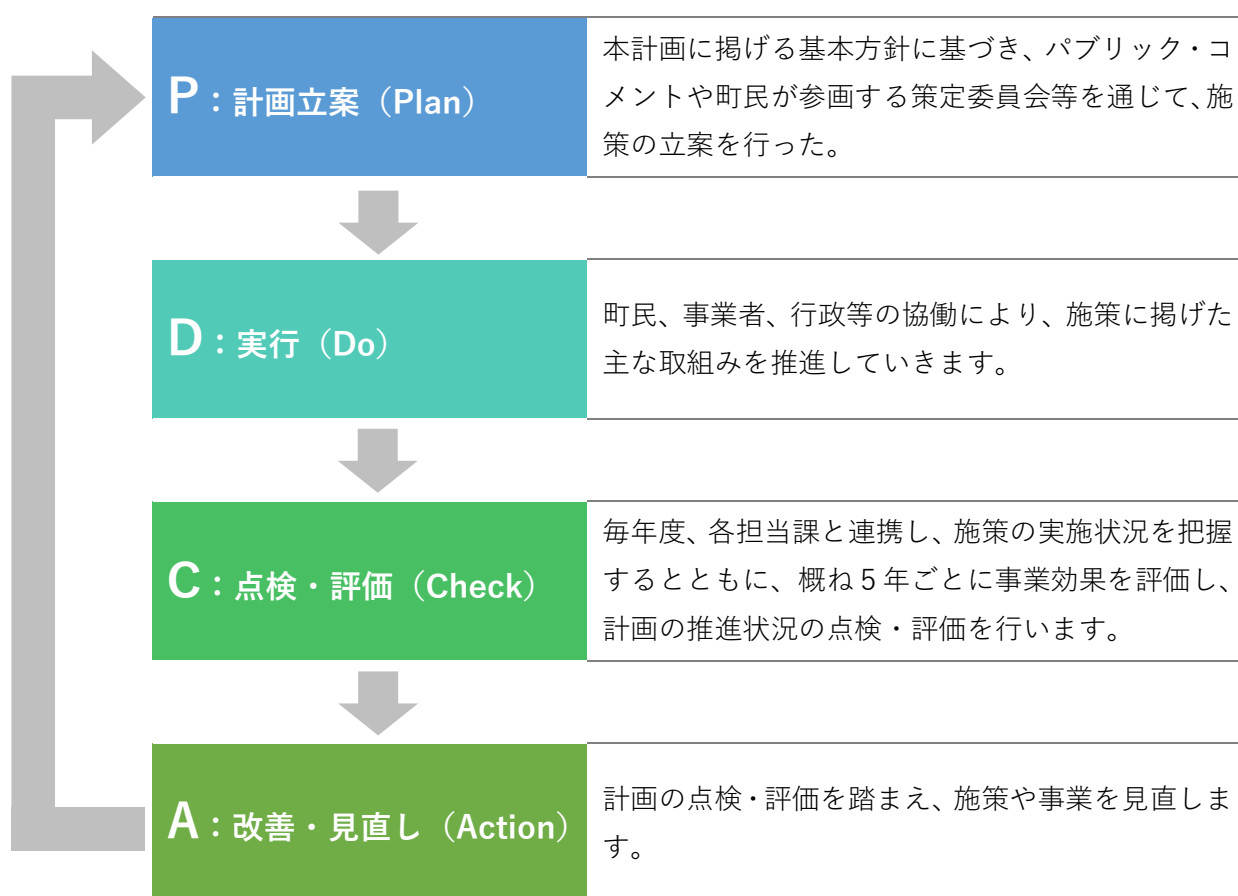 P：計画立案（Plan）
本計画に掲げる基本方針に基づき、パブリック・コ
メントや町民が参画する策定委員会等を通じて、施
策の立案を行った。
D：実行（Do）
町民、事業者、行政等の協働により、施策に掲げた
主な取組みを推進していきます。
C：点検・評価（Check）
毎年度、各担当課と連携し、施策の実施状況を把握
するとともに、概ね５年ごとに事業効果を評価し、
計画の推進状況の点検・評価を行います。
A：改善・見直し（Action）
計画の点検・評価を踏まえ、施策や事業を見直しま
す。